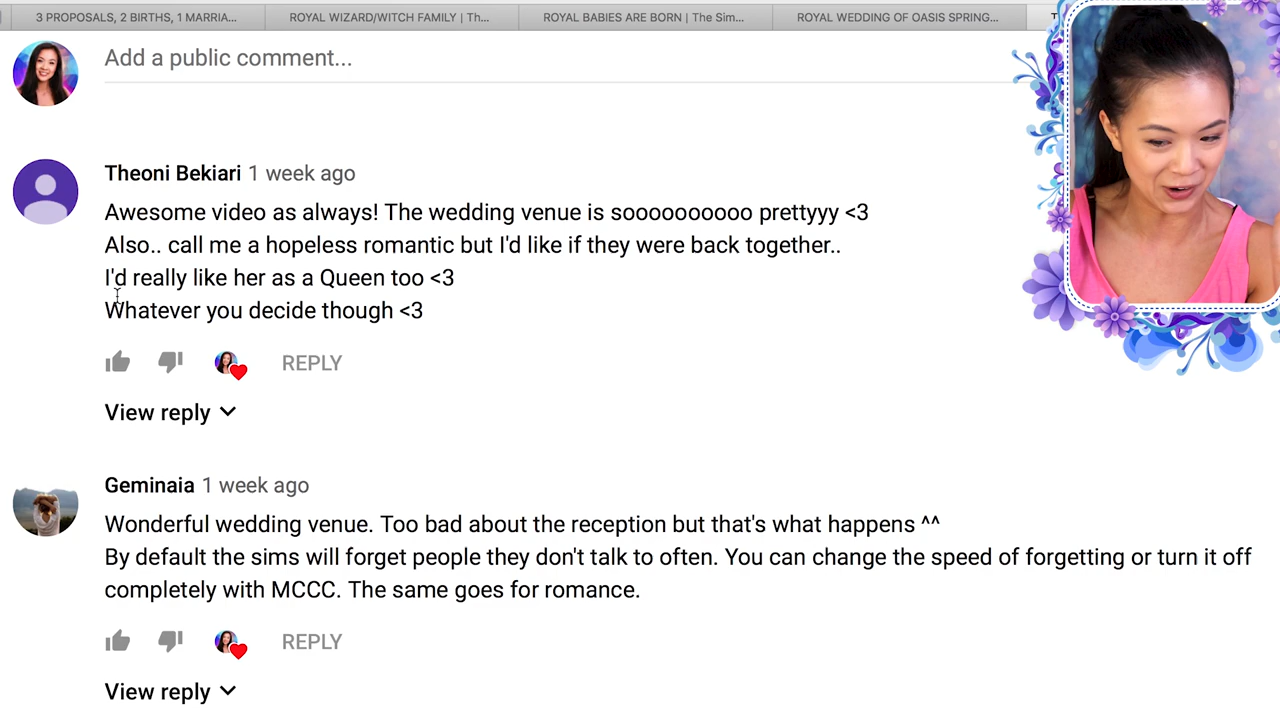 3 PROPOSALS, 2 BIRTHS, 1 MARRIA...
ROYAL WIZARD/WITCH FAMILY | Th...
ROYAL BABIES ARE BORN | The Sim...
ROYAL WEDDING OF OASIS SPRING...
Add a public comment...
Theoni Bekiari 1 week ago
Awesome video as always! The wedding venue is soooooooooo prettyyy <3
Also.. call me a hopeless romantic but I'd like if they were back together..
I'd really like her as a Queen too <3
Whatever you decide though <3
REPLY
View reply
Geminaia 1 week ago
Wonderful wedding venue. Too bad about the reception but that's what happens ^^
By default the sims will forget people they don't talk to often. You can change the speed of forgetting or turn it off
completely with MCCC. The same goes for romance.
REPLY
View reply